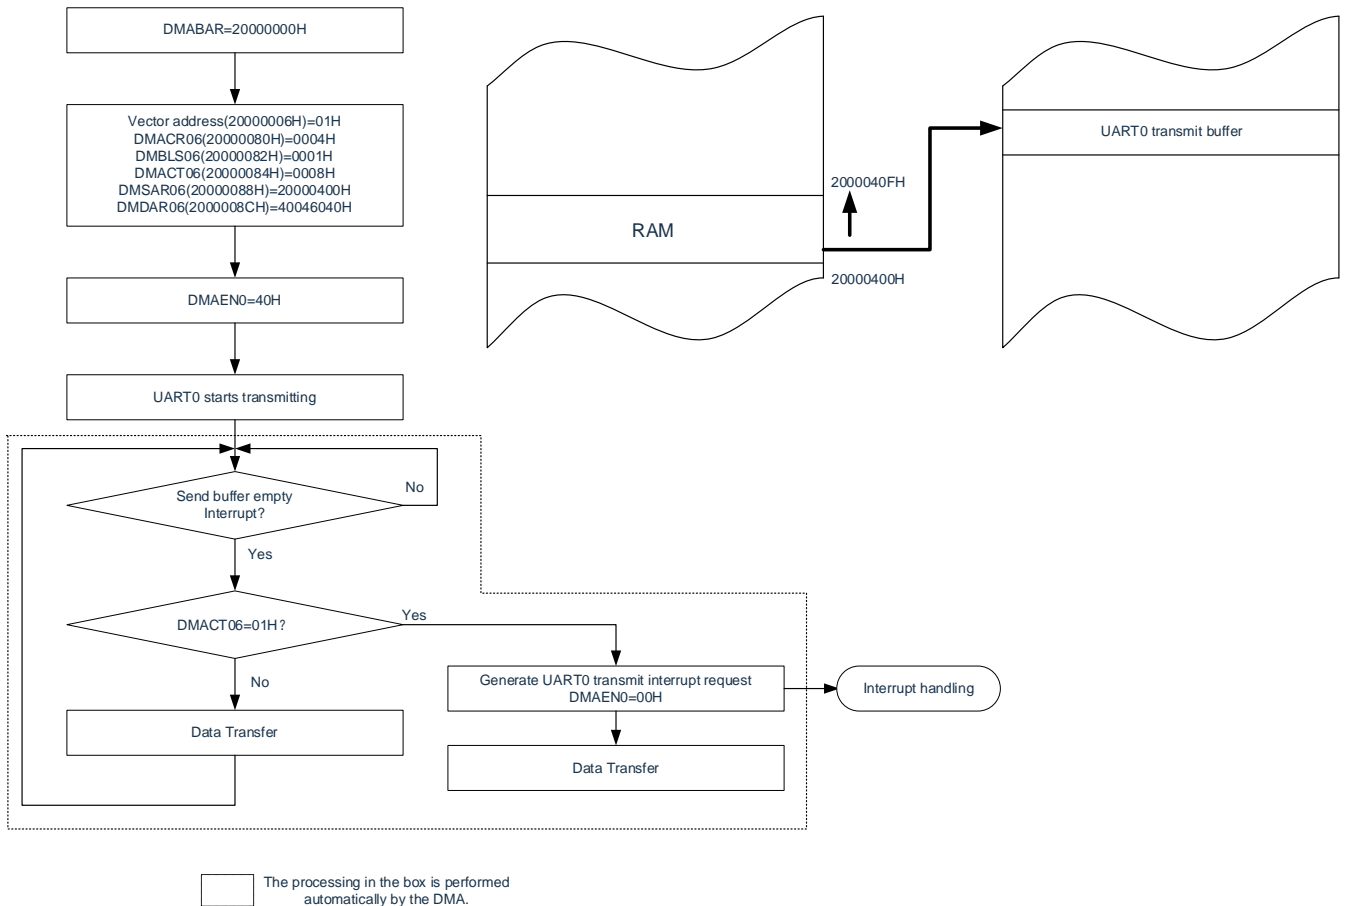 DMABAR=20000000H
Vector address(20000006H)=01H
DMACR06(20000080H)=0004H
DMBLS06(20000082H)=0001H
DMACT06(20000084H)=0008H
DMSAR06(20000088H)=20000400H
DMDAR06(2000008CH)=40046040H
DMAEN0=40H
UART0 starts transmitting
Send buffer empty
Interrupt?
No
Yes
DMACT06=01H?
Yes
No
Data Transfer
Generate UART0 transmit interrupt request
DMAEN0=00H
Data Transfer
Interrupt handling
RAM
2000040FH
20000400H
UART0 transmit buffer
The processing in the box is performed
automatically by the DMA.